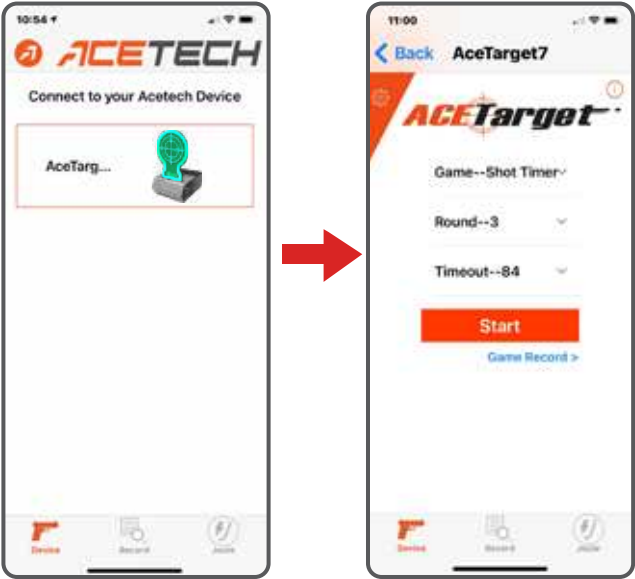 10:54
ACETECH
Connect to your Acetech Device
AceTarg...
Device
Record
11:00
Back AceTarget7
ACETarget
Game--Shot Timer
Round--3
Timeout--84
Start
Game Record >
Device
Record